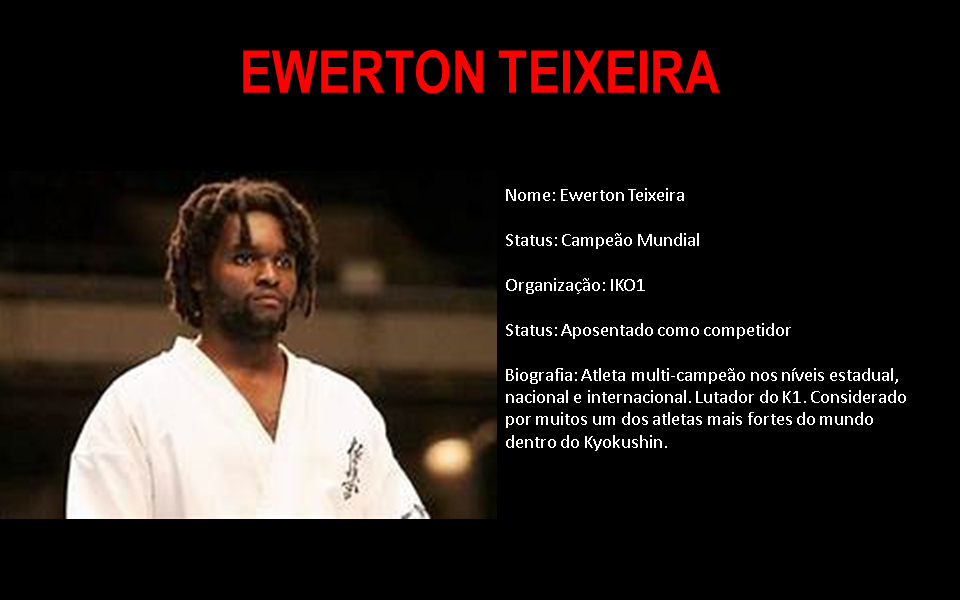 EWERTON TEIXEIRA
Nome: Ewerton Teixeira
Status: Campeão Mundial
Organização: IKO1
Status: Aposentado como competidor
Biografia: Atleta multi-campeão nos níveis estadual,
nacional e internacional. Lutador do K1. Considerado
por muitos um dos atletas mais fortes do mundo
dentro do Kyokushin.